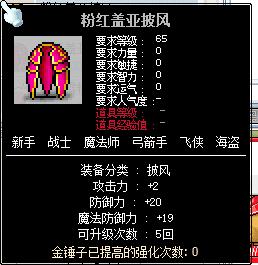 粉红盖亚披风
要求等级 : 65
要求力量 : 0
要求敏捷 : 0
要求智力 : 0
要求运气 : 0
要求人气度 : -
道具等级 : -
道具经验值 : -
新手 战士 魔法师 弓箭手 飞侠 海盗
装备分类 : 披风
攻击力 : +2
防御力 : +20
魔法防御力 : +19
可升级次数 : 5回
金锤子已提高的强化次数: 0